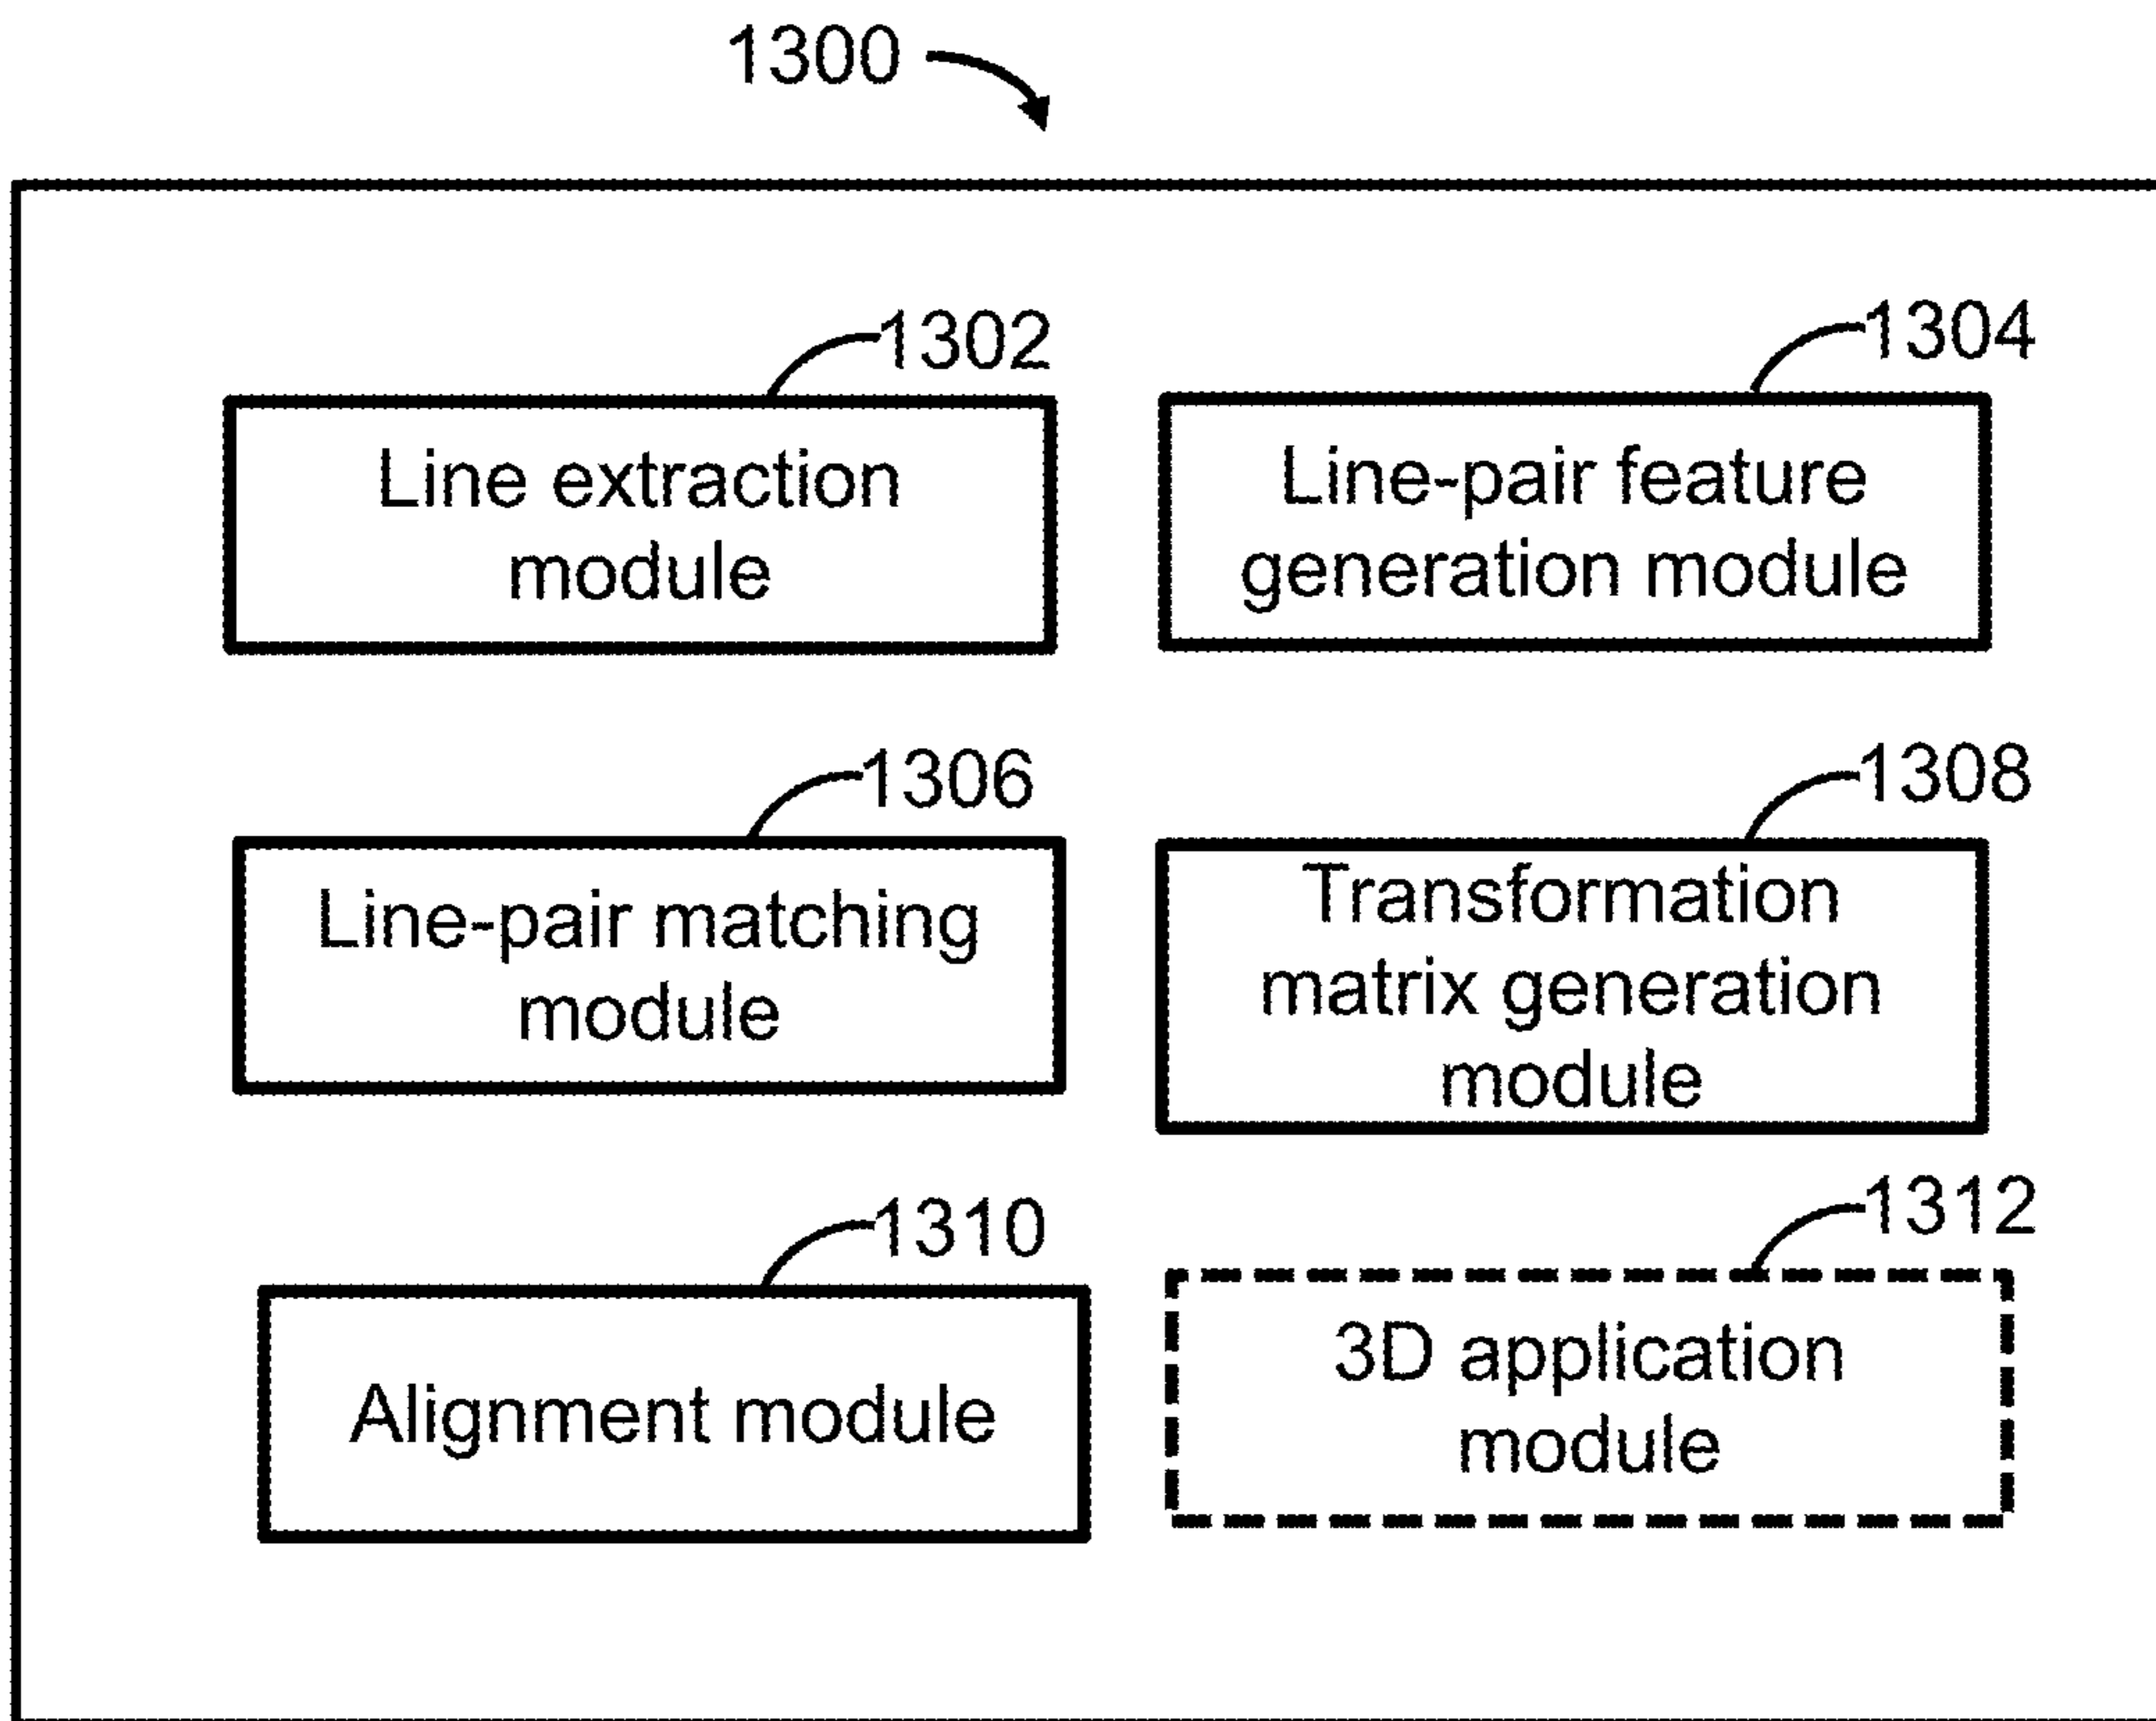 1300
1302
Line extraction
module
1304
Line-pair feature
generation module
1306
Line-pair matching
module
1308
Transformation
matrix generation
module
1310
Alignment module
1312
3D application
module